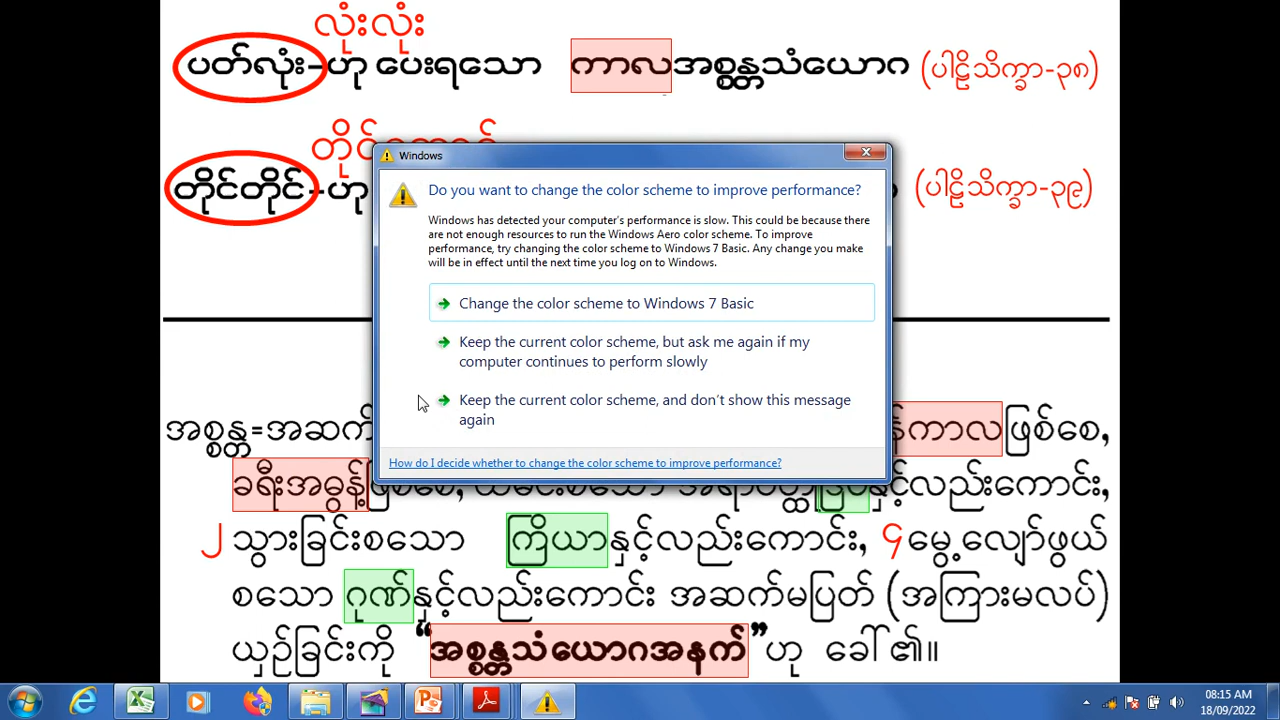 လုံးလုံး
ပတ်လုံး–ဟု ပေးရသော ကာလအစ္စန္တသံယောဂ (ပါဠိသိက္ခာ-၃၈)
တိုင်တိုင်–ဟု (ပါဠိသိက္ခာ-၃၉)
Windows
Do you want to change the color scheme to improve performance?
Windows has detected your computer's performance is slow. This could be because there
are not enough resources to run the Windows Aero color scheme. To improve
performance, try changing the color scheme to Windows 7 Basic. Any change you make
will be in effect until the next time you log on to Windows.
Change the color scheme to Windows 7 Basic
Keep the current color scheme, but ask me again if my
computer continues to perform slowly
Keep the current color scheme, and don't show this message
again
How do I decide whether to change the color scheme to improve performance?
အစ္စန္တ=အဆက် ကာလဖြစ်စေ,
ခရီးအဓွန့်ဖြစ်စေ, နှင့်လည်းကောင်း,
၂ သွားခြင်းစသော ကြိယာနှင့်လည်းကောင်း, ၄ မွေ့လျော်ဖွယ်
စသော ဂုဏ်နှင့်လည်းကောင်း အဆက်မပြတ် (အကြားမလပ်)
ယှဉ်ခြင်းကို “အစ္စန္တသံယောဂအနက်”ဟု ခေါ်၏။
08:15 AM
18/09/2022